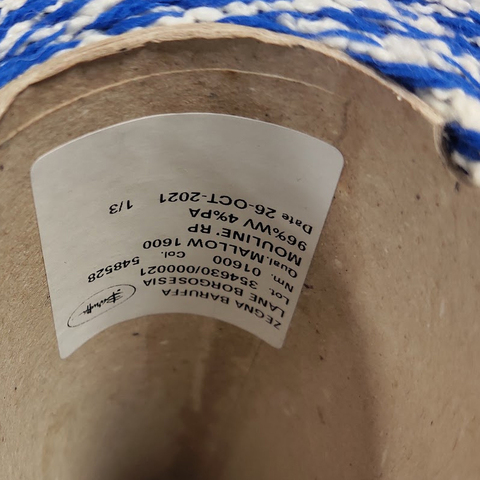 ZEGNA BARUFFA
LANE BORGOSESIA
Lot. 354630/000021
Nm. 01600 Col. 548528
Qual.MALLOW 1600
MOULINE' RP
96%WV 4%PA
Date 26-OCT-2021 1/3
Baruffa